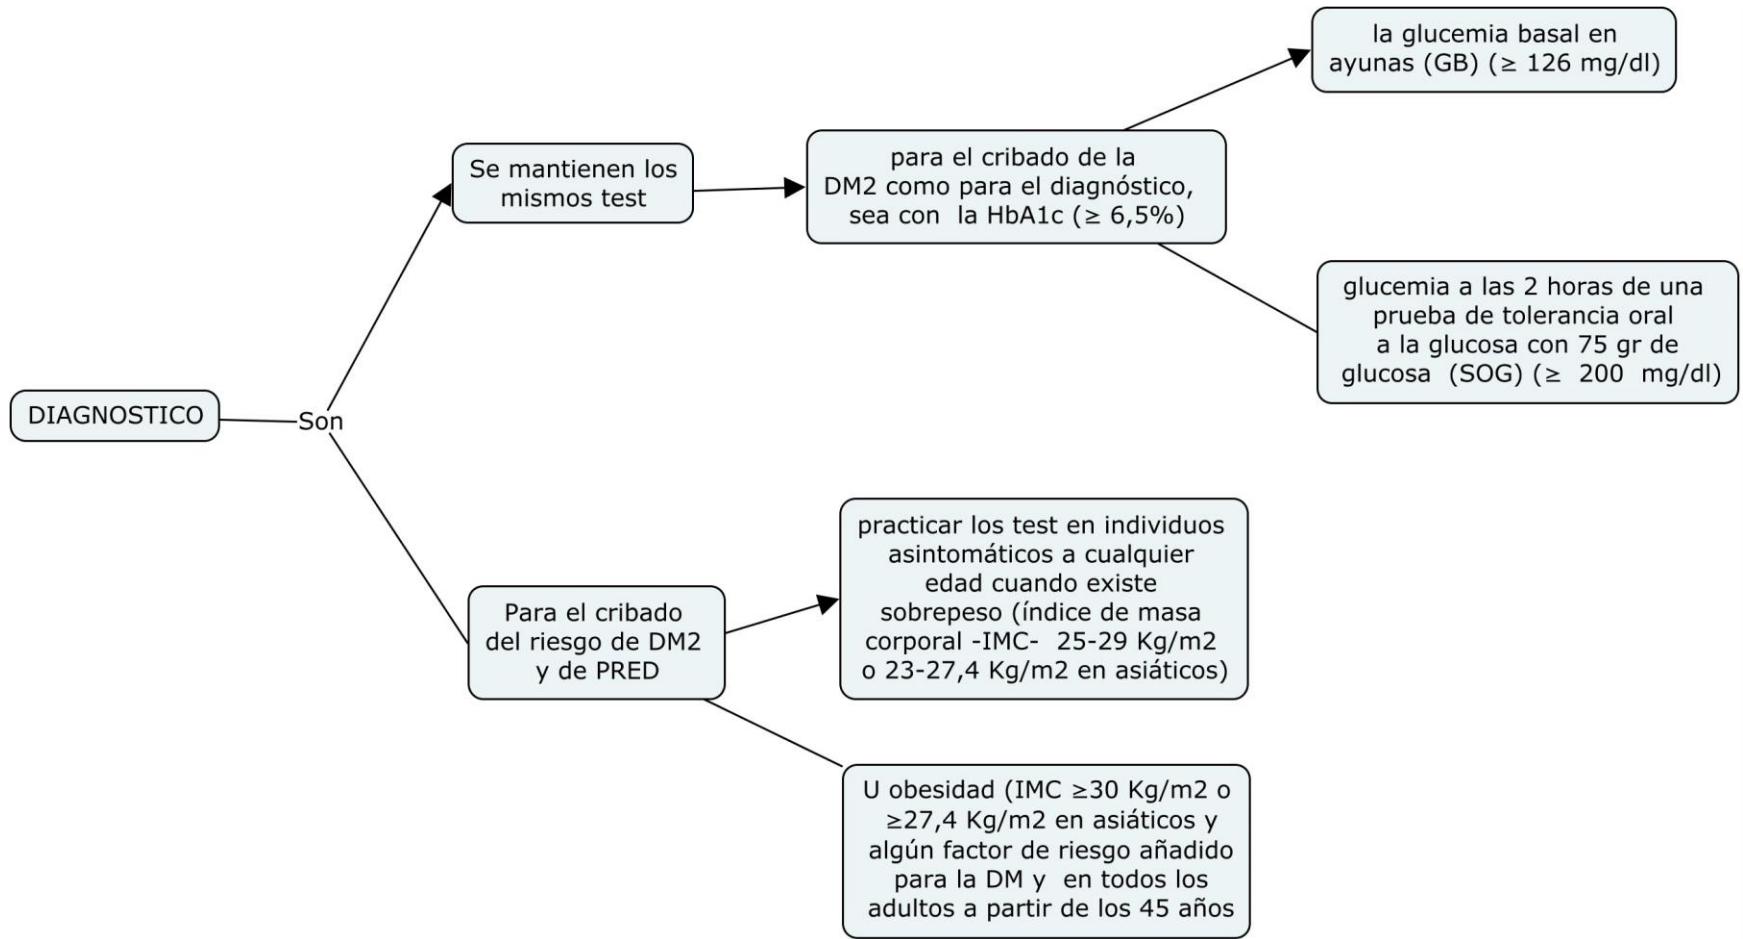 DIAGNOSTICO
Son
Se mantienen los
mismos test
para el cribado de la
DM2 como para el diagnóstico,
sea con la HbA1c (≥ 6,5%)
la glucemia basal en
ayunas (GB) (≥ 126 mg/dl)
glucemia a las 2 horas de una
prueba de tolerancia oral
a la glucosa con 75 gr de
glucosa (SOG) (≥ 200 mg/dl)
Para el cribado
del riesgo de DM2
y de PRED
practicar los test en individuos
asintomáticos a cualquier
edad cuando existe
sobrepeso (índice de masa
corporal -IMC- 25-29 Kg/m2
o 23-27,4 Kg/m2 en asiáticos)
U obesidad (IMC ≥30 Kg/m2 o
≥27,4 Kg/m2 en asiáticos y
algún factor de riesgo añadido
para la DM y en todos los
adultos a partir de los 45 años